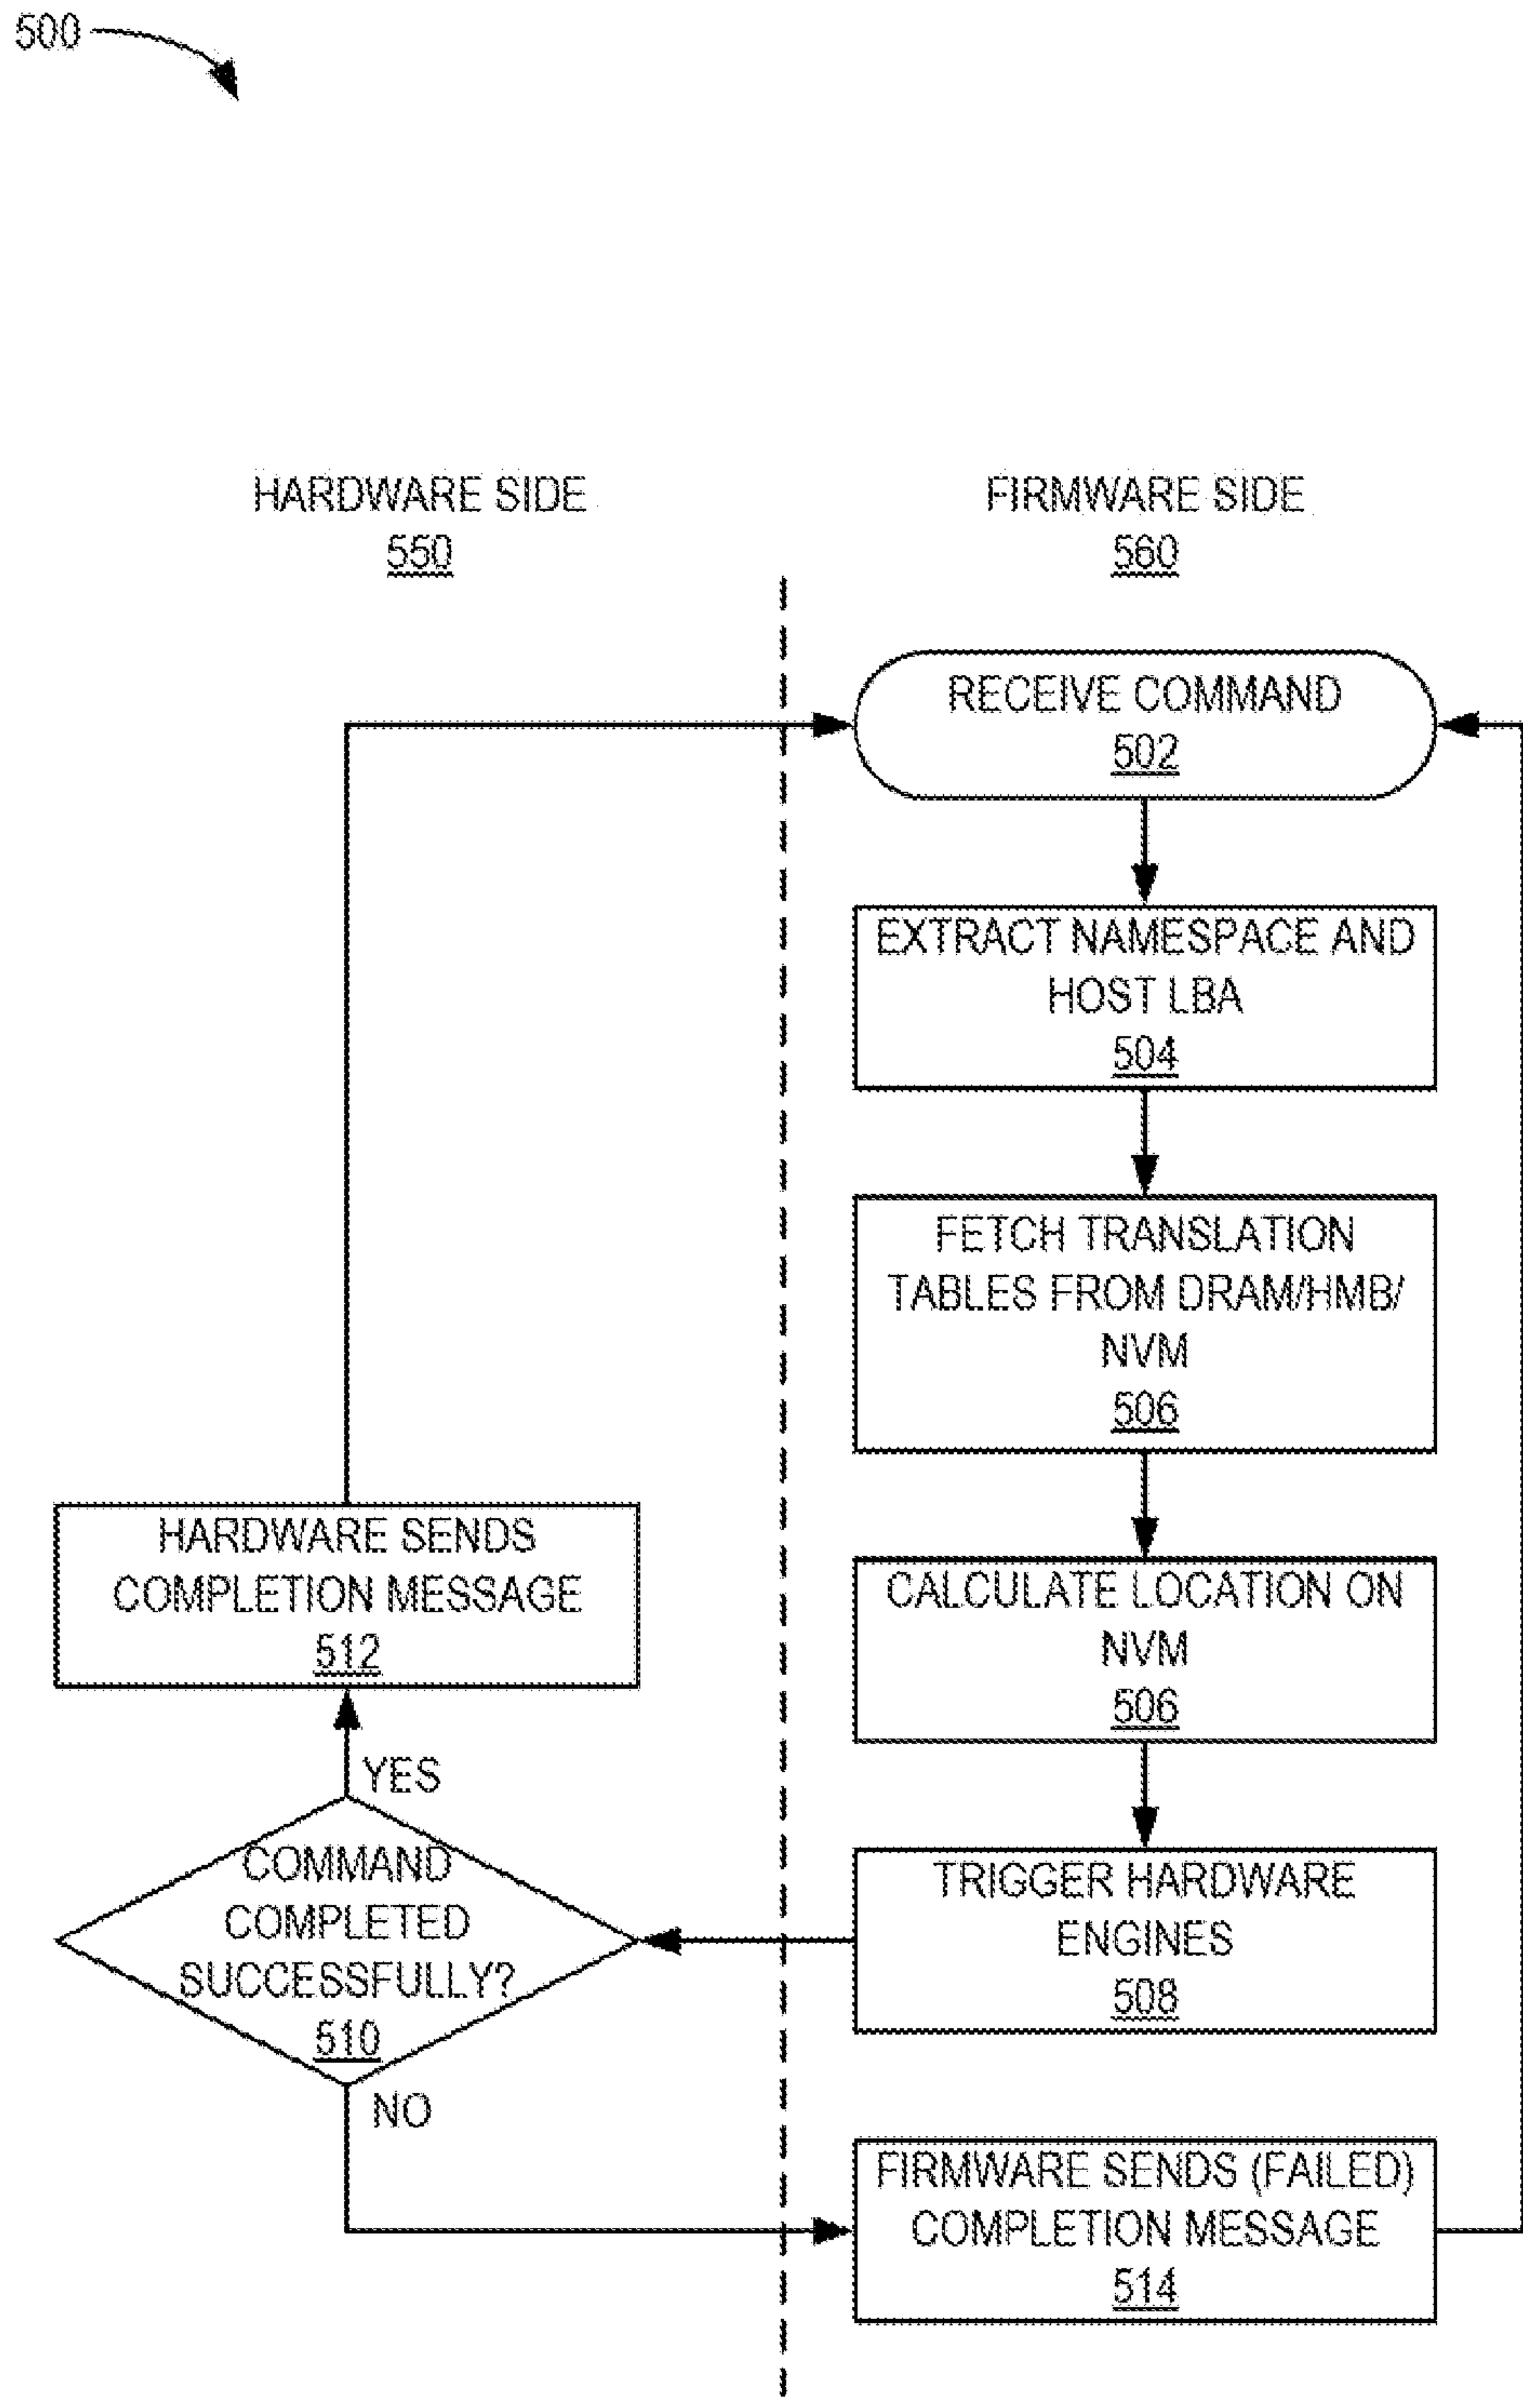 500
HARDWARE SIDE
550
FIRMWARE SIDE
560
RECEIVE COMMAND
502
EXTRACT NAMESPACE AND
HOST LBA
504
FETCH TRANSLATION
TABLES FROM DRAM/HMB/
NVM
506
CALCULATE LOCATION ON
NVM
506
TRIGGER HARDWARE
ENGINES
508
COMMAND
COMPLETED
SUCCESSFULLY?
510
YES
HARDWARE SENDS
COMPLETION MESSAGE
512
NO
FIRMWARE SENDS (FAILED)
COMPLETION MESSAGE
514